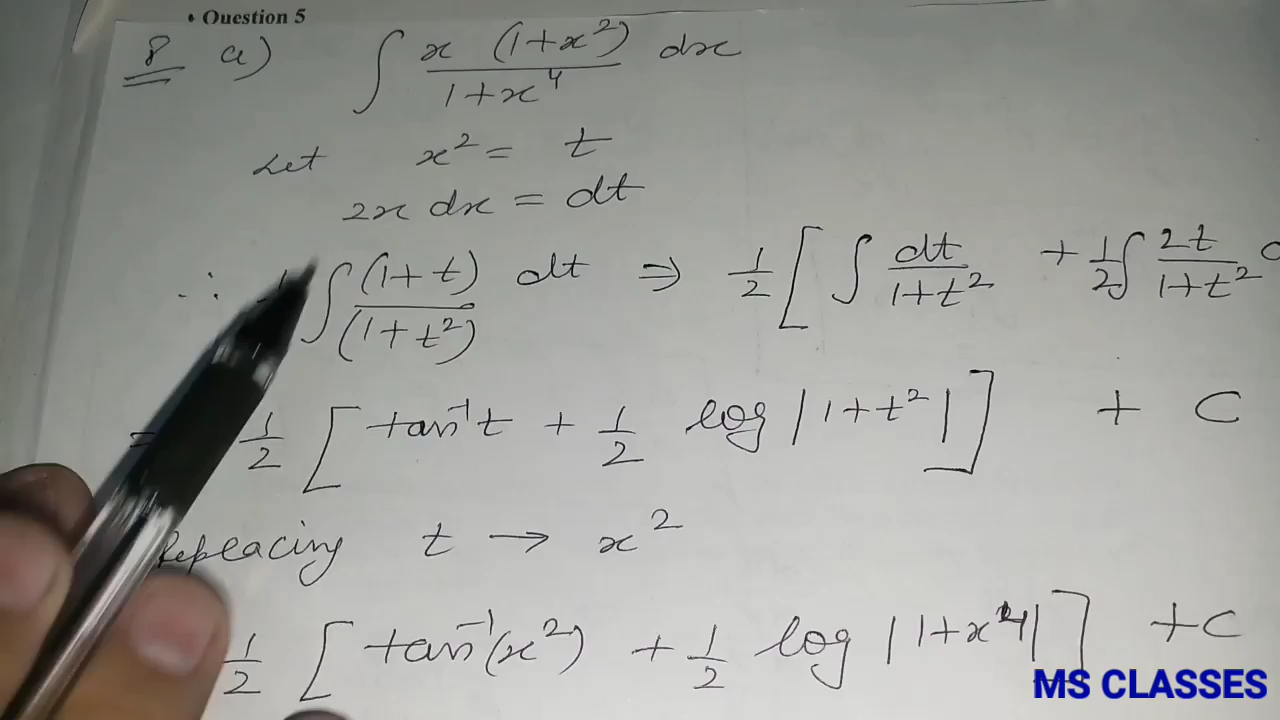 • Question 5
8 a) ∫ x (1+x²) / 1+x⁴ dx
Let x² = t
2x dx = dt
∴ ∫ (1+t) / (1+t²) dt ⇒ 1/2 [ ∫ dt / 1+t² + 1/2 ∫ 2t / 1+t²
= 1/2 [ tan⁻¹t + 1/2 log |1+t²| ] + C
Replacing t → x²
1/2 [ tan⁻¹(x²) + 1/2 log |1+x⁴| ] + C
MS CLASSES